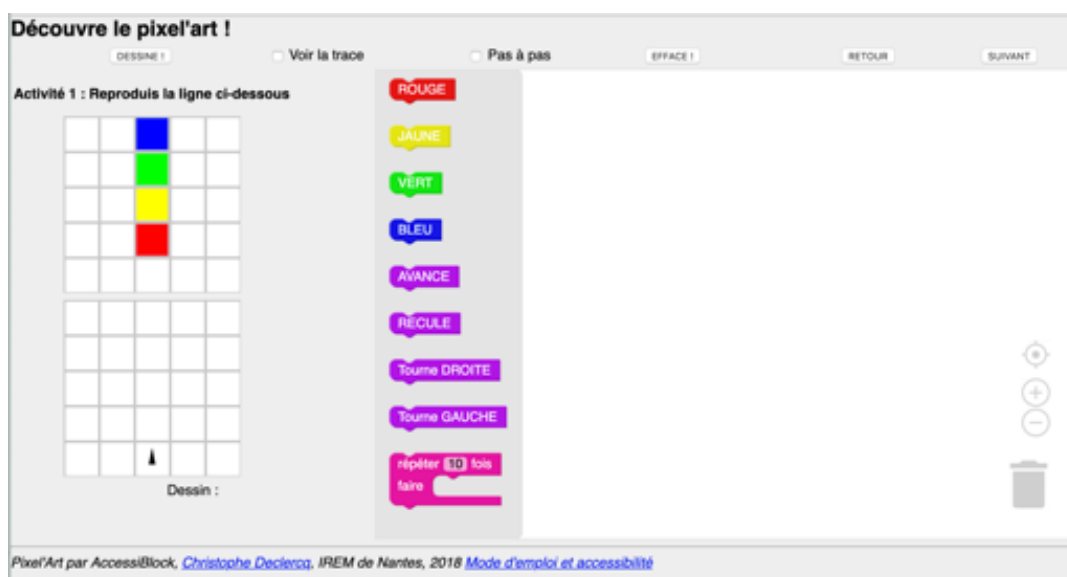 Découvre le pixel'art !
DESSINE ! Voir la trace Pas à pas EFFACE ! RETOUR SUIVANT
Activité 1 : Reproduis la ligne ci-dessous
ROUGE
JAUNE
VERT
BLEU
AVANCE
RECULE
Tourne DROITE
Tourne GAUCHE
répéter 10 fois
faire
Dessin :
Pixel'Art par AccessiBlock, Christophe Declercq, IREM de Nantes, 2018 Mode d'emploi et accessibilité